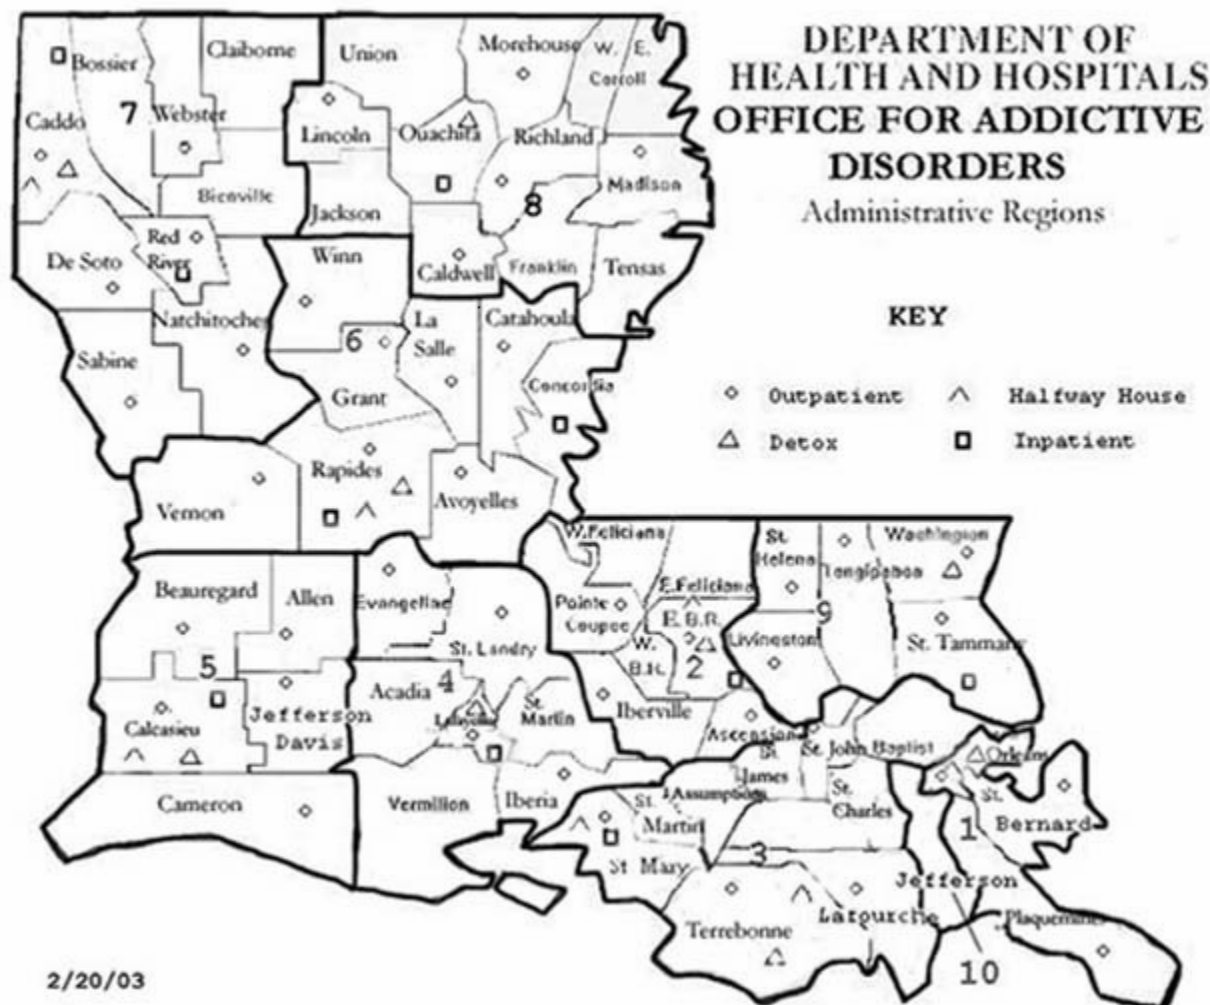 DEPARTMENT OF
HEALTH AND HOSPITALS
OFFICE FOR ADDICTIVE
DISORDERS
Administrative Regions
KEY
Outpatient
Halfway House
Detox
Inpatient
Bossier
Claiborne
Union
Morehouse
W. E.
Carroll
Caddo
7
Webster
Lincoln
Ouachita
Richland
Bienville
Jackson
8
Madison
Red
River
De Soto
Winn
Caldwell
Franklin
Tensas
Natchitoches
La
Salle
Catahoula
6
Sabine
Grant
Concordia
Rapides
Avoyelles
Vernon
W. Feliciana
St.
Helena
Washington
Tangipahoa
Beauregard
Allen
Evangeline
E. Feliciana
Pointe
Coupee
E.B.R.
9
St. Landry
W.
B.R.
Livingston
St. Tammany
5
4
2
Acadia
Iberville
Jefferson
Davis
Lafayette
St.
Martin
Calcasieu
Ascension
St. John Baptist
Orleans
St.
James
Cameron
Vermilion
Iberia
St.
Martin
Assumption
St.
Charles
St.
Bernard
1
3
St Mary
Jefferson
Lafourche
Terrebonne
Plaquemines
10
2/20/03